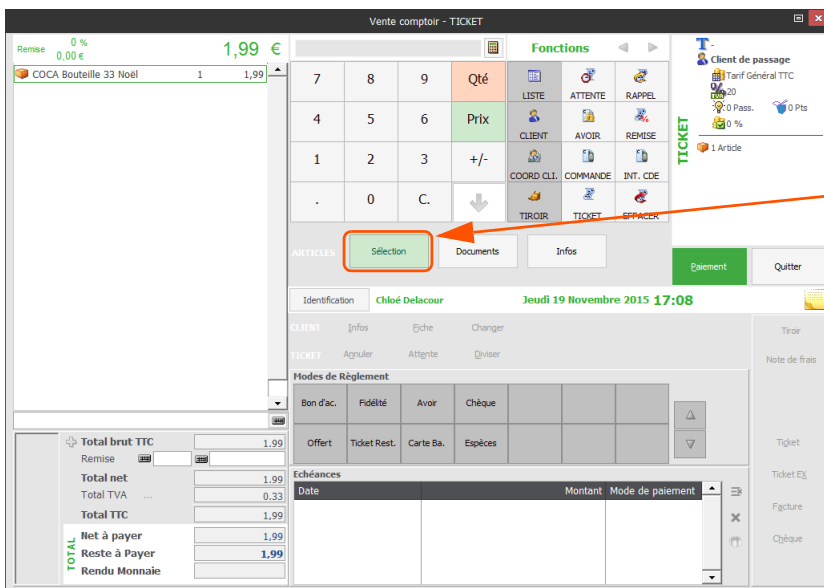 Vente comptoir - TICKET
Remise 0 % 0,00 € 1,99 €
COCA Bouteille 33 Noël 1 1,99
7 8 9 Qté
4 5 6 Prix
1 2 3 +/-
. 0 C.
Fonctions
LISTE ATTENTE RAPPEL
CLIENT AVOIR REMISE
COORD CLI. COMMANDE INT. CDE
TIROIR TICKET EFFACER
TICKET
T -
Client de passage
Tarif Général TTC
20
0 Pass. 0 Pts
0 %
1 Article
ARTICLES Sélection Documents Infos
Paiement Quitter
Identification Chloé Delacour Jeudi 19 Novembre 2015 17:08
CLIENT Infos Fiche Changer
TICKET Annuler Attente Diviser
Tiroir
Note de frais
Modes de Règlement
Bon d'ac. Fidélité Avoir Chèque
Offert Ticket Rest. Carte Ba. Espèces
Ticket
Ticket EX
Facture
Chèque
Echéances
Date Montant Mode de paiement
Total brut TTC 1.99
Remise
Total net 1.99
Total TVA ... 0.33
Total TTC 1,99
TOTAL
Net à payer 1,99
Reste à Payer 1,99
Rendu Monnaie